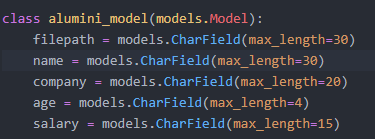 class alumini_model(models.Model):
    filepath = models.CharField(max_length=30)
    name = models.CharField(max_length=30)
    company = models.CharField(max_length=20)
    age = models.CharField(max_length=4)
    salary = models.CharField(max_length=15)